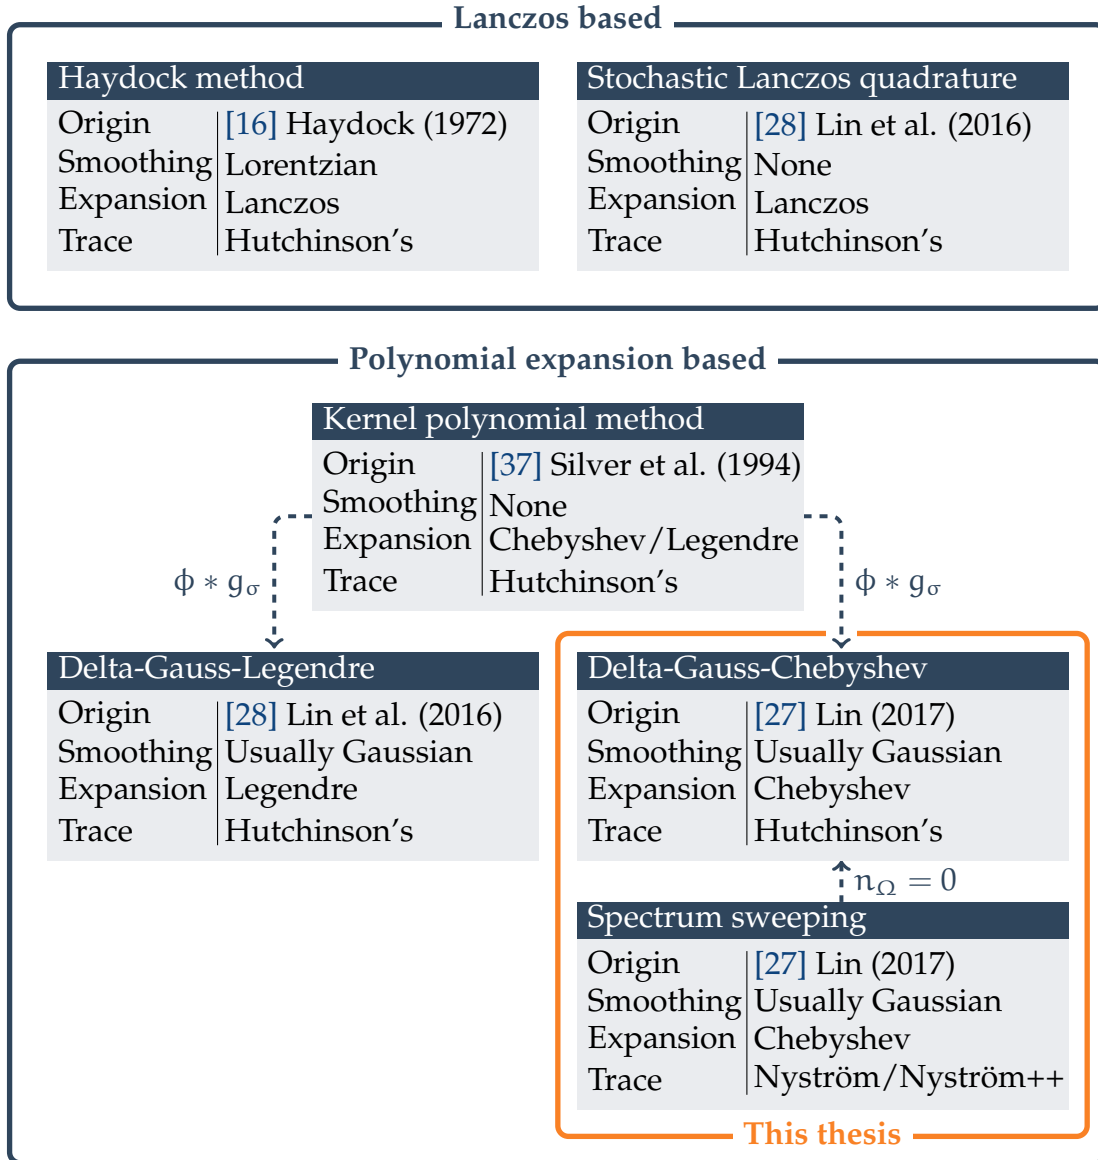 Lanczos based
Haydock method
Origin [16] Haydock (1972)
Smoothing Lorentzian
Expansion Lanczos
Trace Hutchinson's
Stochastic Lanczos quadrature
Origin [28] Lin et al. (2016)
Smoothing None
Expansion Lanczos
Trace Hutchinson's
Polynomial expansion based
Kernel polynomial method
Origin [37] Silver et al. (1994)
Smoothing None
Expansion Chebyshev/Legendre
Trace Hutchinson's
ϕ ∗ g_σ
ϕ ∗ g_σ
Delta-Gauss-Legendre
Origin [28] Lin et al. (2016)
Smoothing Usually Gaussian
Expansion Legendre
Trace Hutchinson's
Delta-Gauss-Chebyshev
Origin [27] Lin (2017)
Smoothing Usually Gaussian
Expansion Chebyshev
Trace Hutchinson's
n_Ω = 0
Spectrum sweeping
Origin [27] Lin (2017)
Smoothing Usually Gaussian
Expansion Chebyshev
Trace Nyström/Nyström++
This thesis